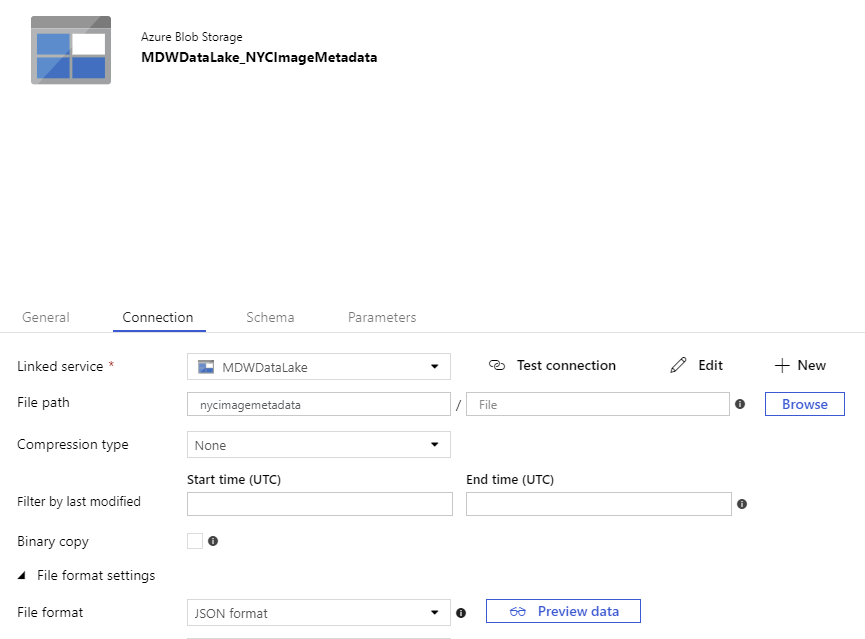 Azure Blob Storage
MDWDataLake_NYCImageMetadata
General Connection Schema Parameters
Linked service * MDWDataLake Test connection Edit New
File path nycimagemetadata / File Browse
Compression type None
Start time (UTC) End time (UTC)
Filter by last modified
Binary copy
File format settings
File format JSON format Preview data